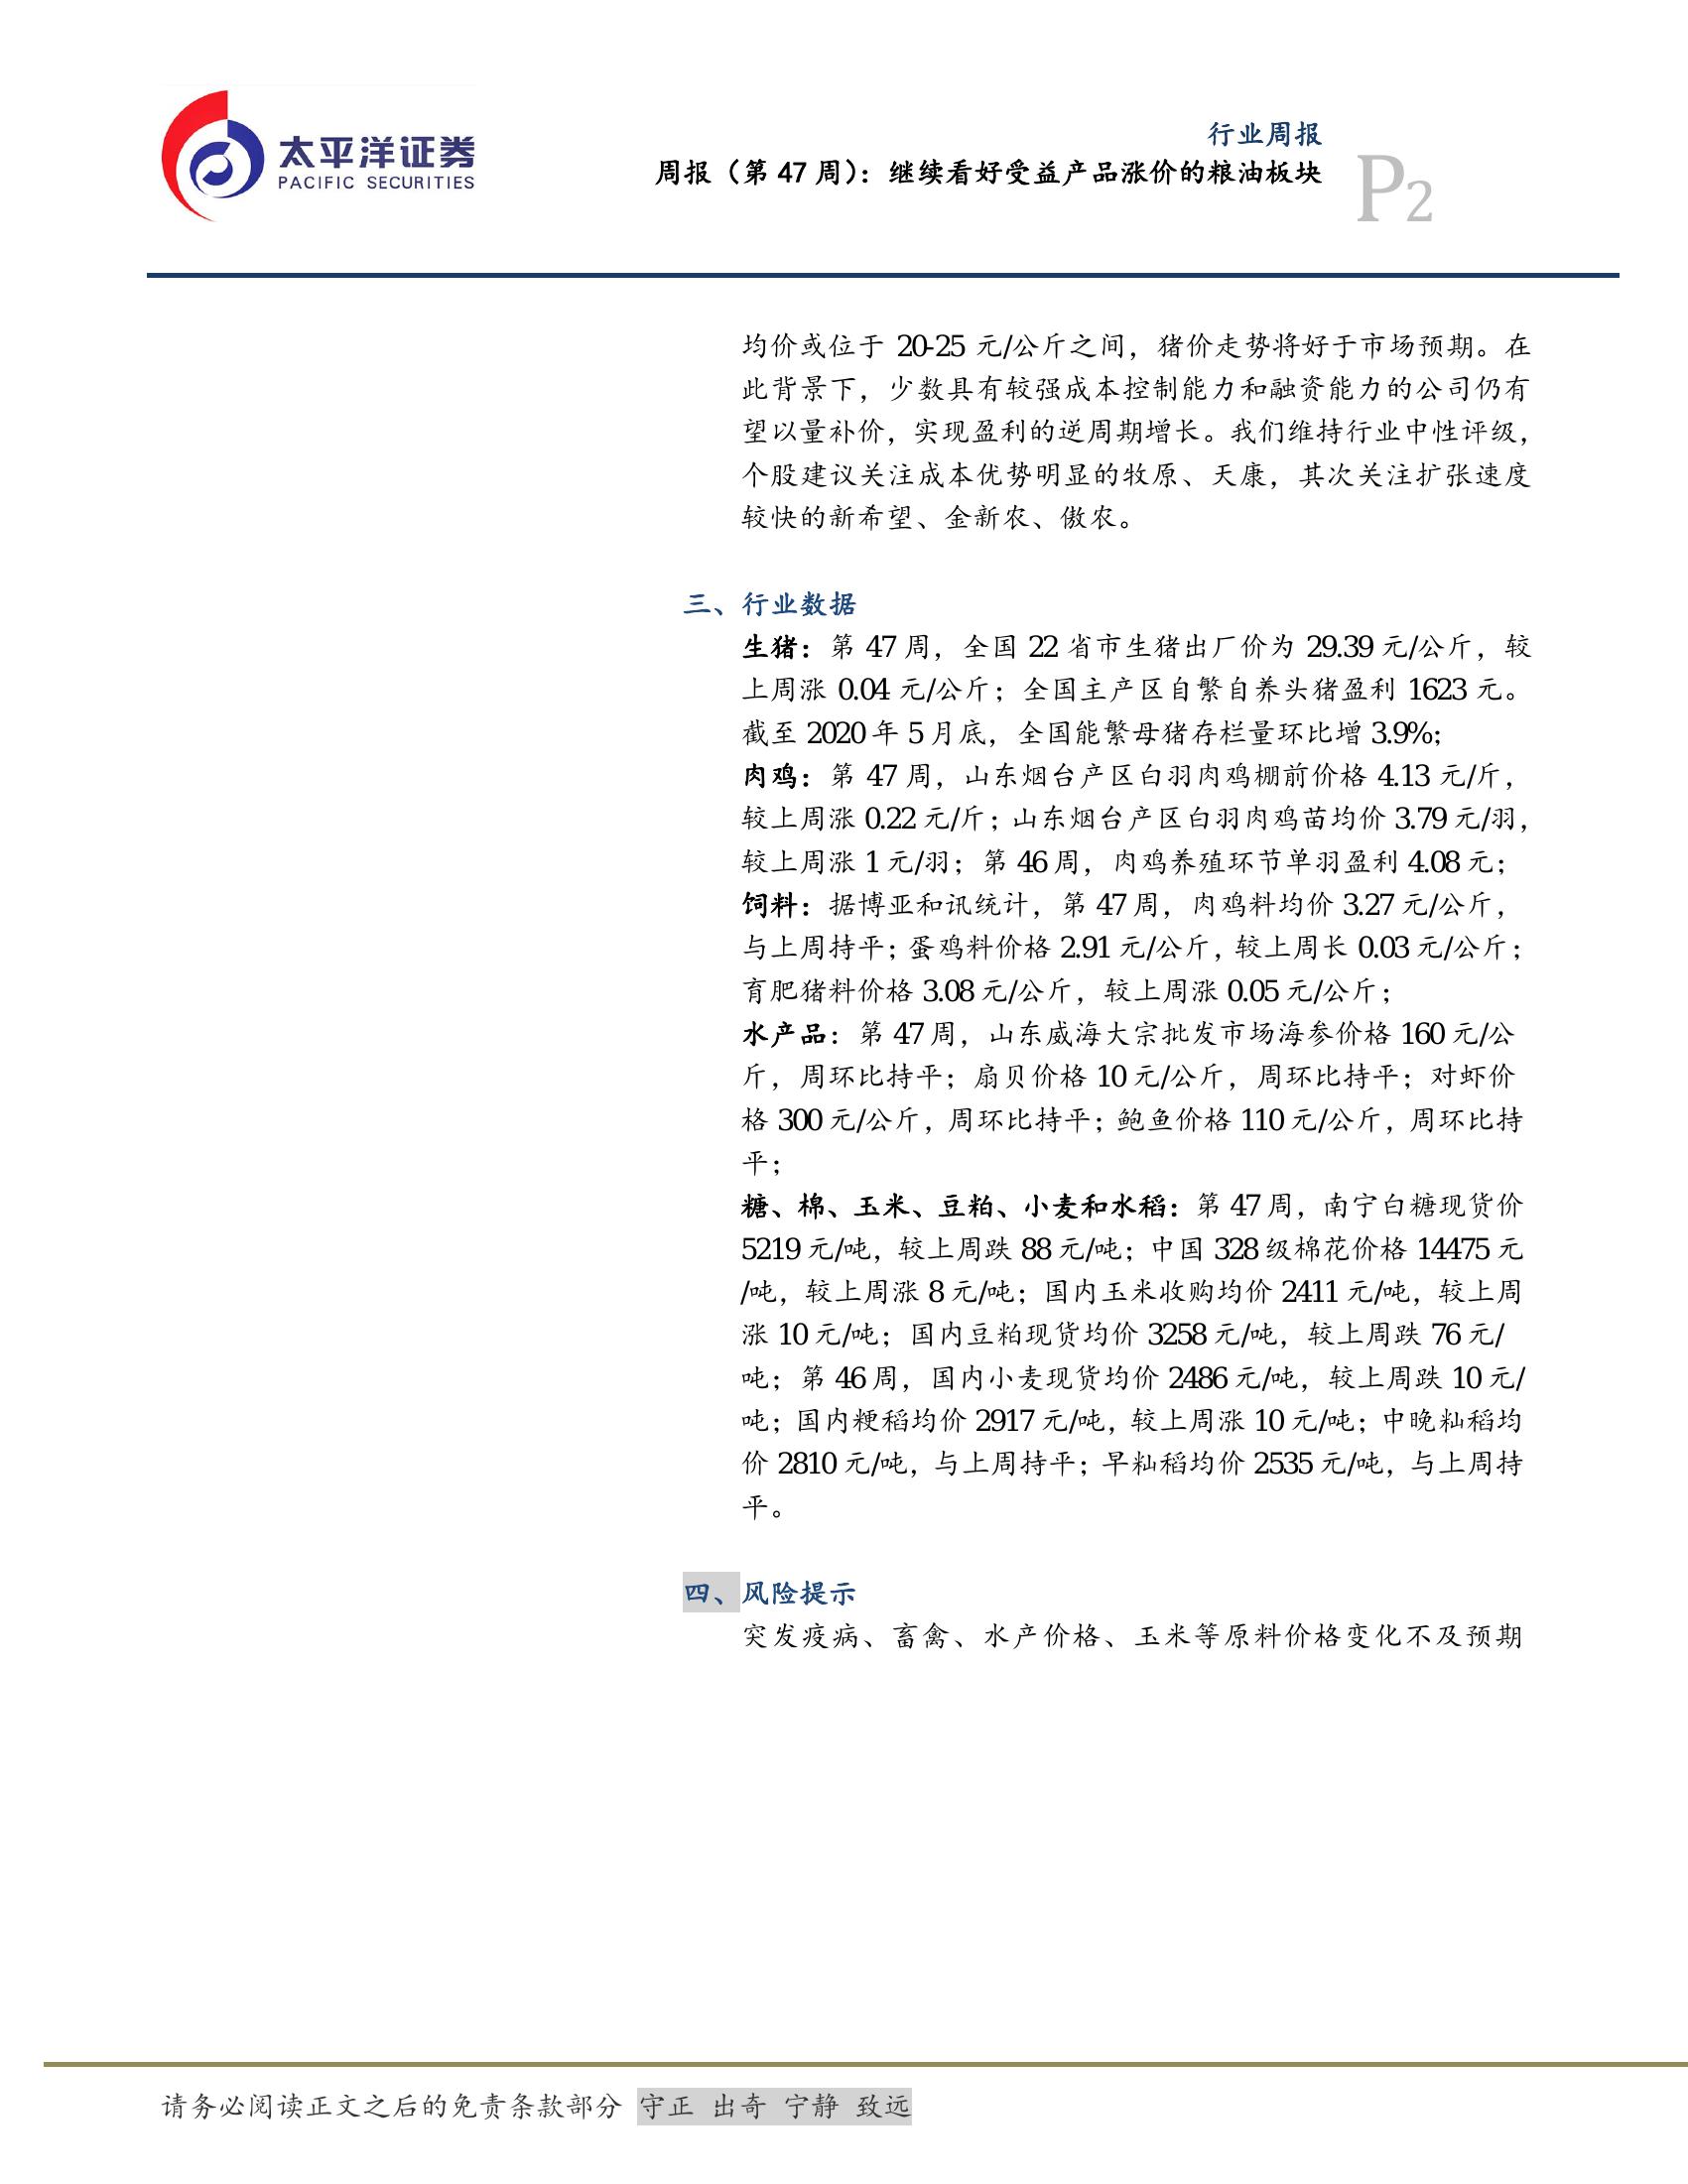 太平洋证券
PACIFIC SECURITIES
行业周报
周报（第 47 周）：继续看好受益产品涨价的粮油板块
P2
均价或位于 20-25 元/公斤之间，猪价走势将好于市场预期。在
此背景下，少数具有较强成本控制能力和融资能力的公司仍有
望以量补价，实现盈利的逆周期增长。我们维持行业中性评级，
个股建议关注成本优势明显的牧原、天康，其次关注扩张速度
较快的新希望、金新农、傲农。
三、行业数据
生猪：第 47 周，全国 22 省市生猪出厂价为 29.39 元/公斤，较
上周涨 0.04 元/公斤；全国主产区自繁自养头猪盈利 1623 元。
截至 2020 年 5 月底，全国能繁母猪存栏量环比增 3.9%；
肉鸡：第 47 周，山东烟台产区白羽肉鸡棚前价格 4.13 元/斤，
较上周涨 0.22 元/斤；山东烟台产区白羽肉鸡苗均价 3.79 元/羽，
较上周涨 1 元/羽；第 46 周，肉鸡养殖环节单羽盈利 4.08 元；
饲料：据博亚和讯统计，第 47 周，肉鸡料均价 3.27 元/公斤，
与上周持平；蛋鸡料价格 2.91 元/公斤，较上周长 0.03 元/公斤；
育肥猪料价格 3.08 元/公斤，较上周涨 0.05 元/公斤；
水产品：第 47 周，山东威海大宗批发市场海参价格 160 元/公
斤，周环比持平；扇贝价格 10 元/公斤，周环比持平；对虾价
格 300 元/公斤，周环比持平；鲍鱼价格 110 元/公斤，周环比持
平；
糖、棉、玉米、豆粕、小麦和水稻：第 47 周，南宁白糖现货价
5219 元/吨，较上周跌 88 元/吨；中国 328 级棉花价格 14475 元
/吨，较上周涨 8 元/吨；国内玉米收购均价 2411 元/吨，较上周
涨 10 元/吨；国内豆粕现货均价 3258 元/吨，较上周跌 76 元/
吨；第 46 周，国内小麦现货均价 2486 元/吨，较上周跌 10 元/
吨；国内粳稻均价 2917 元/吨，较上周涨 10 元/吨；中晚籼稻均
价 2810 元/吨，与上周持平；早籼稻均价 2535 元/吨，与上周持
平。
四、风险提示
突发疫病、畜禽、水产价格、玉米等原料价格变化不及预期
请务必阅读正文之后的免责条款部分 守正 出奇 宁静 致远